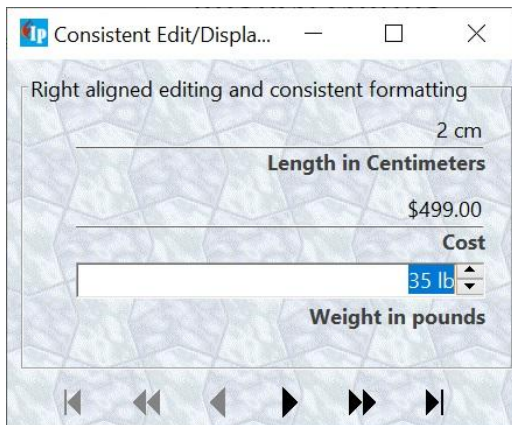 Ip Consistent Edit/Displa...
Right aligned editing and consistent formatting
2 cm
Length in Centimeters
$499.00
Cost
35 lb
Weight in pounds